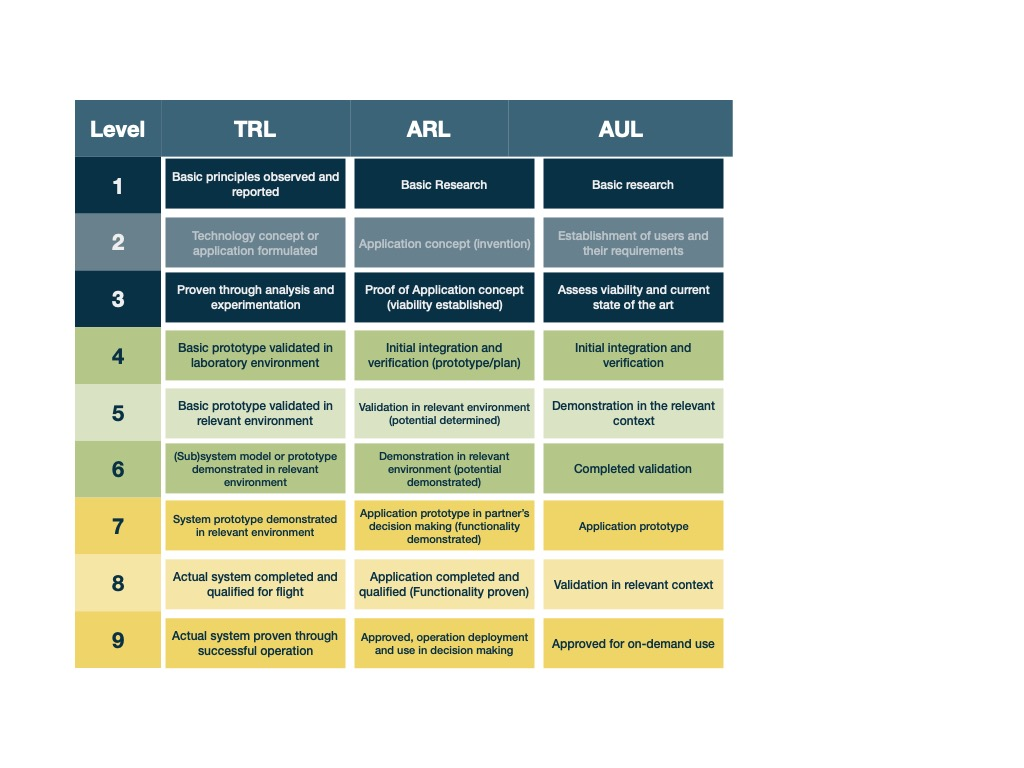 Level
TRL
ARL
AUL
1
Basic principles observed and
reported
Basic Research
Basic research
2
Technology concept or
application formulated
Application concept (invention)
Establishment of users and
their requirements
3
Proven through analysis and
experimentation
Proof of Application concept
(viability established)
Assess viability and current
state of the art
4
Basic prototype validated in
laboratory environment
Initial integration and
verification (prototype/plan)
Initial integration and
verification
5
Basic prototype validated in
relevant environment
Validation in relevant environment
(potential determined)
Demonstration in the relevant
context
6
(Sub)system model or prototype
demonstrated in relevant
environment
Demonstration in relevant
environment (potential
demonstrated)
Completed validation
7
System prototype demonstrated
in relevant environment
Application prototype in partner's
decision making (functionality
demonstrated)
Application prototype
8
Actual system completed and
qualified for flight
Application completed and
qualified (Functionality proven)
Validation in relevant context
9
Actual system proven through
successful operation
Approved, operation deployment
and use in decision making
Approved for on-demand use